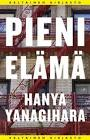 KELTAINEN KIRJASTO
PIENI
ELÄMÄ
HANYA
YANAGIHARA